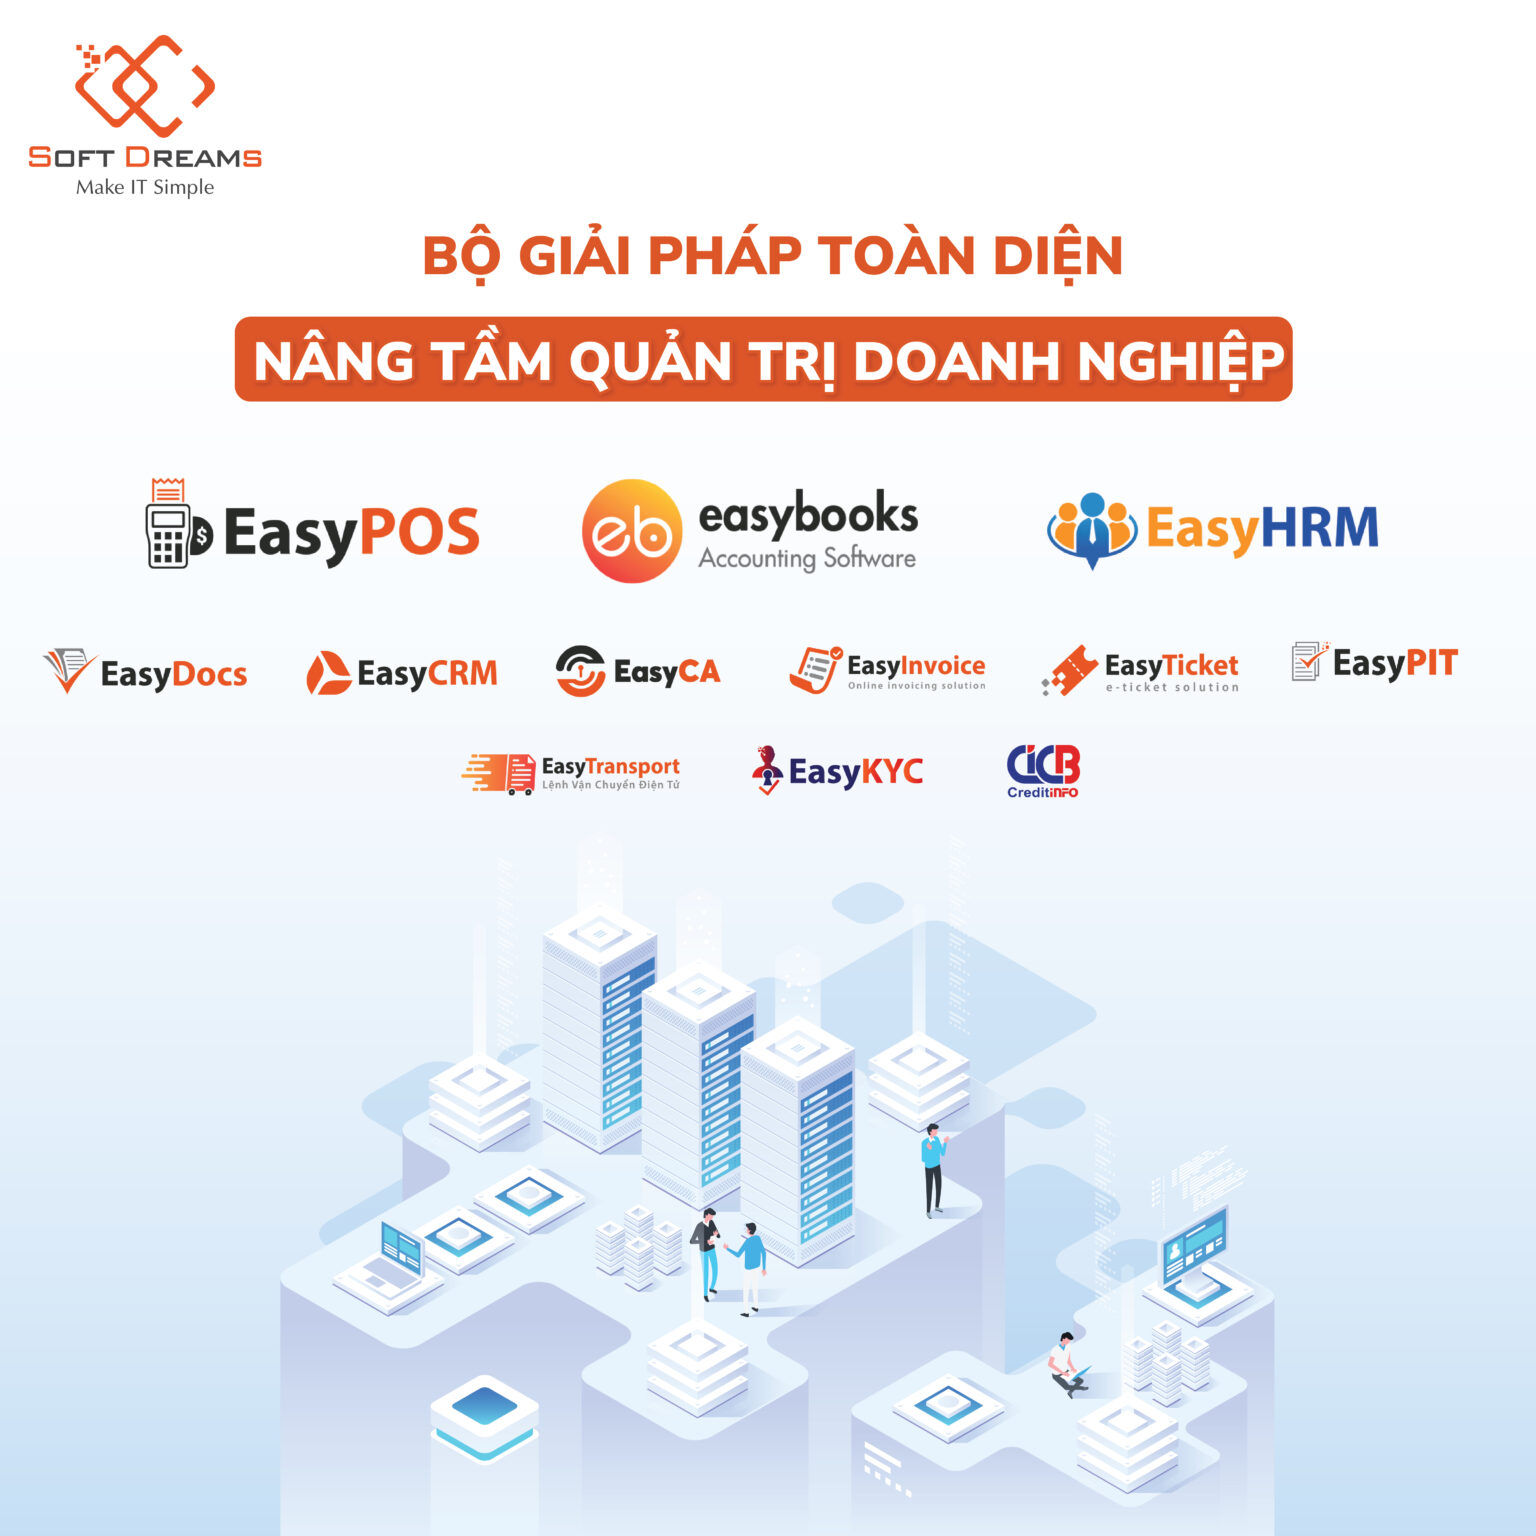 SOFT DREAMS
Make IT Simple
BỘ GIẢI PHÁP TOÀN DIỆN
NÂNG TẦM QUẢN TRỊ DOANH NGHIỆP
EasyPOS
eb easybooks
Accounting Software
EasyHRM
EasyDocs
EasyCRM
EasyCA
EasyInvoice
Online invoicing solution
EasyTicket
e-ticket solution
EasyPIT
EasyTransport
Lệnh Vận Chuyển Điện Tử
EasyKYC
CICB
CreditINFO